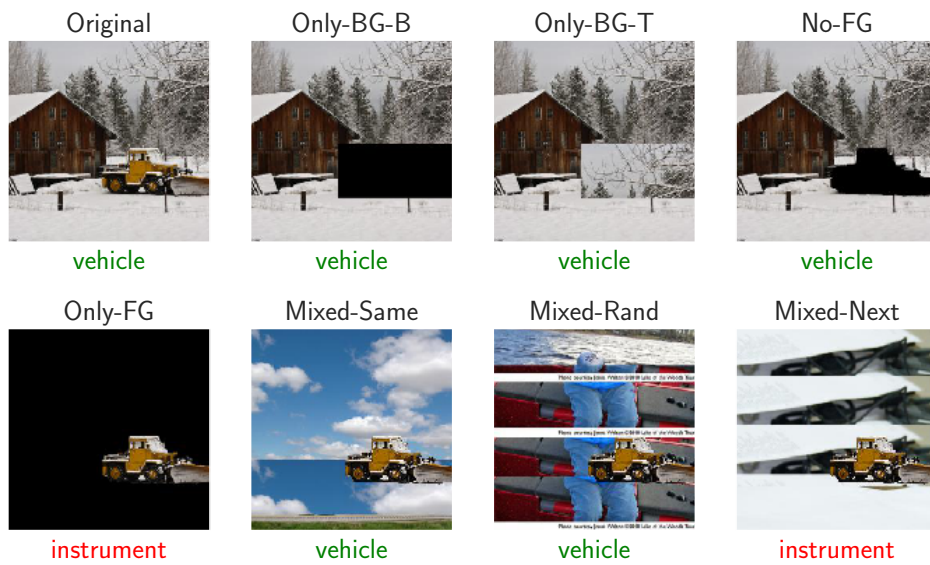 Original
Only-BG-B
Only-BG-T
No-FG
vehicle
vehicle
vehicle
vehicle
Only-FG
Mixed-Same
Mixed-Rand
Mixed-Next
instrument
vehicle
vehicle
instrument